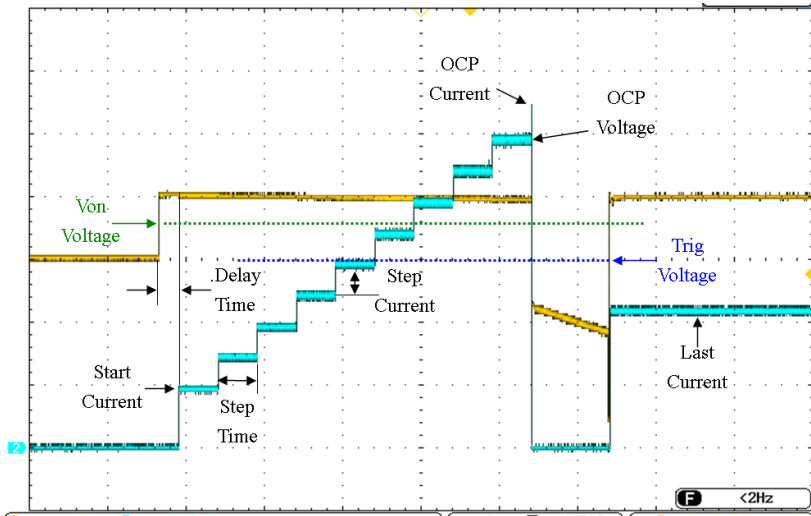 OCP
Current
OCP
Voltage
Von
Voltage
Delay
Time
Step
Current
Trig
Voltage
Start
Current
Step
Time
Last
Current
2
F <2Hz